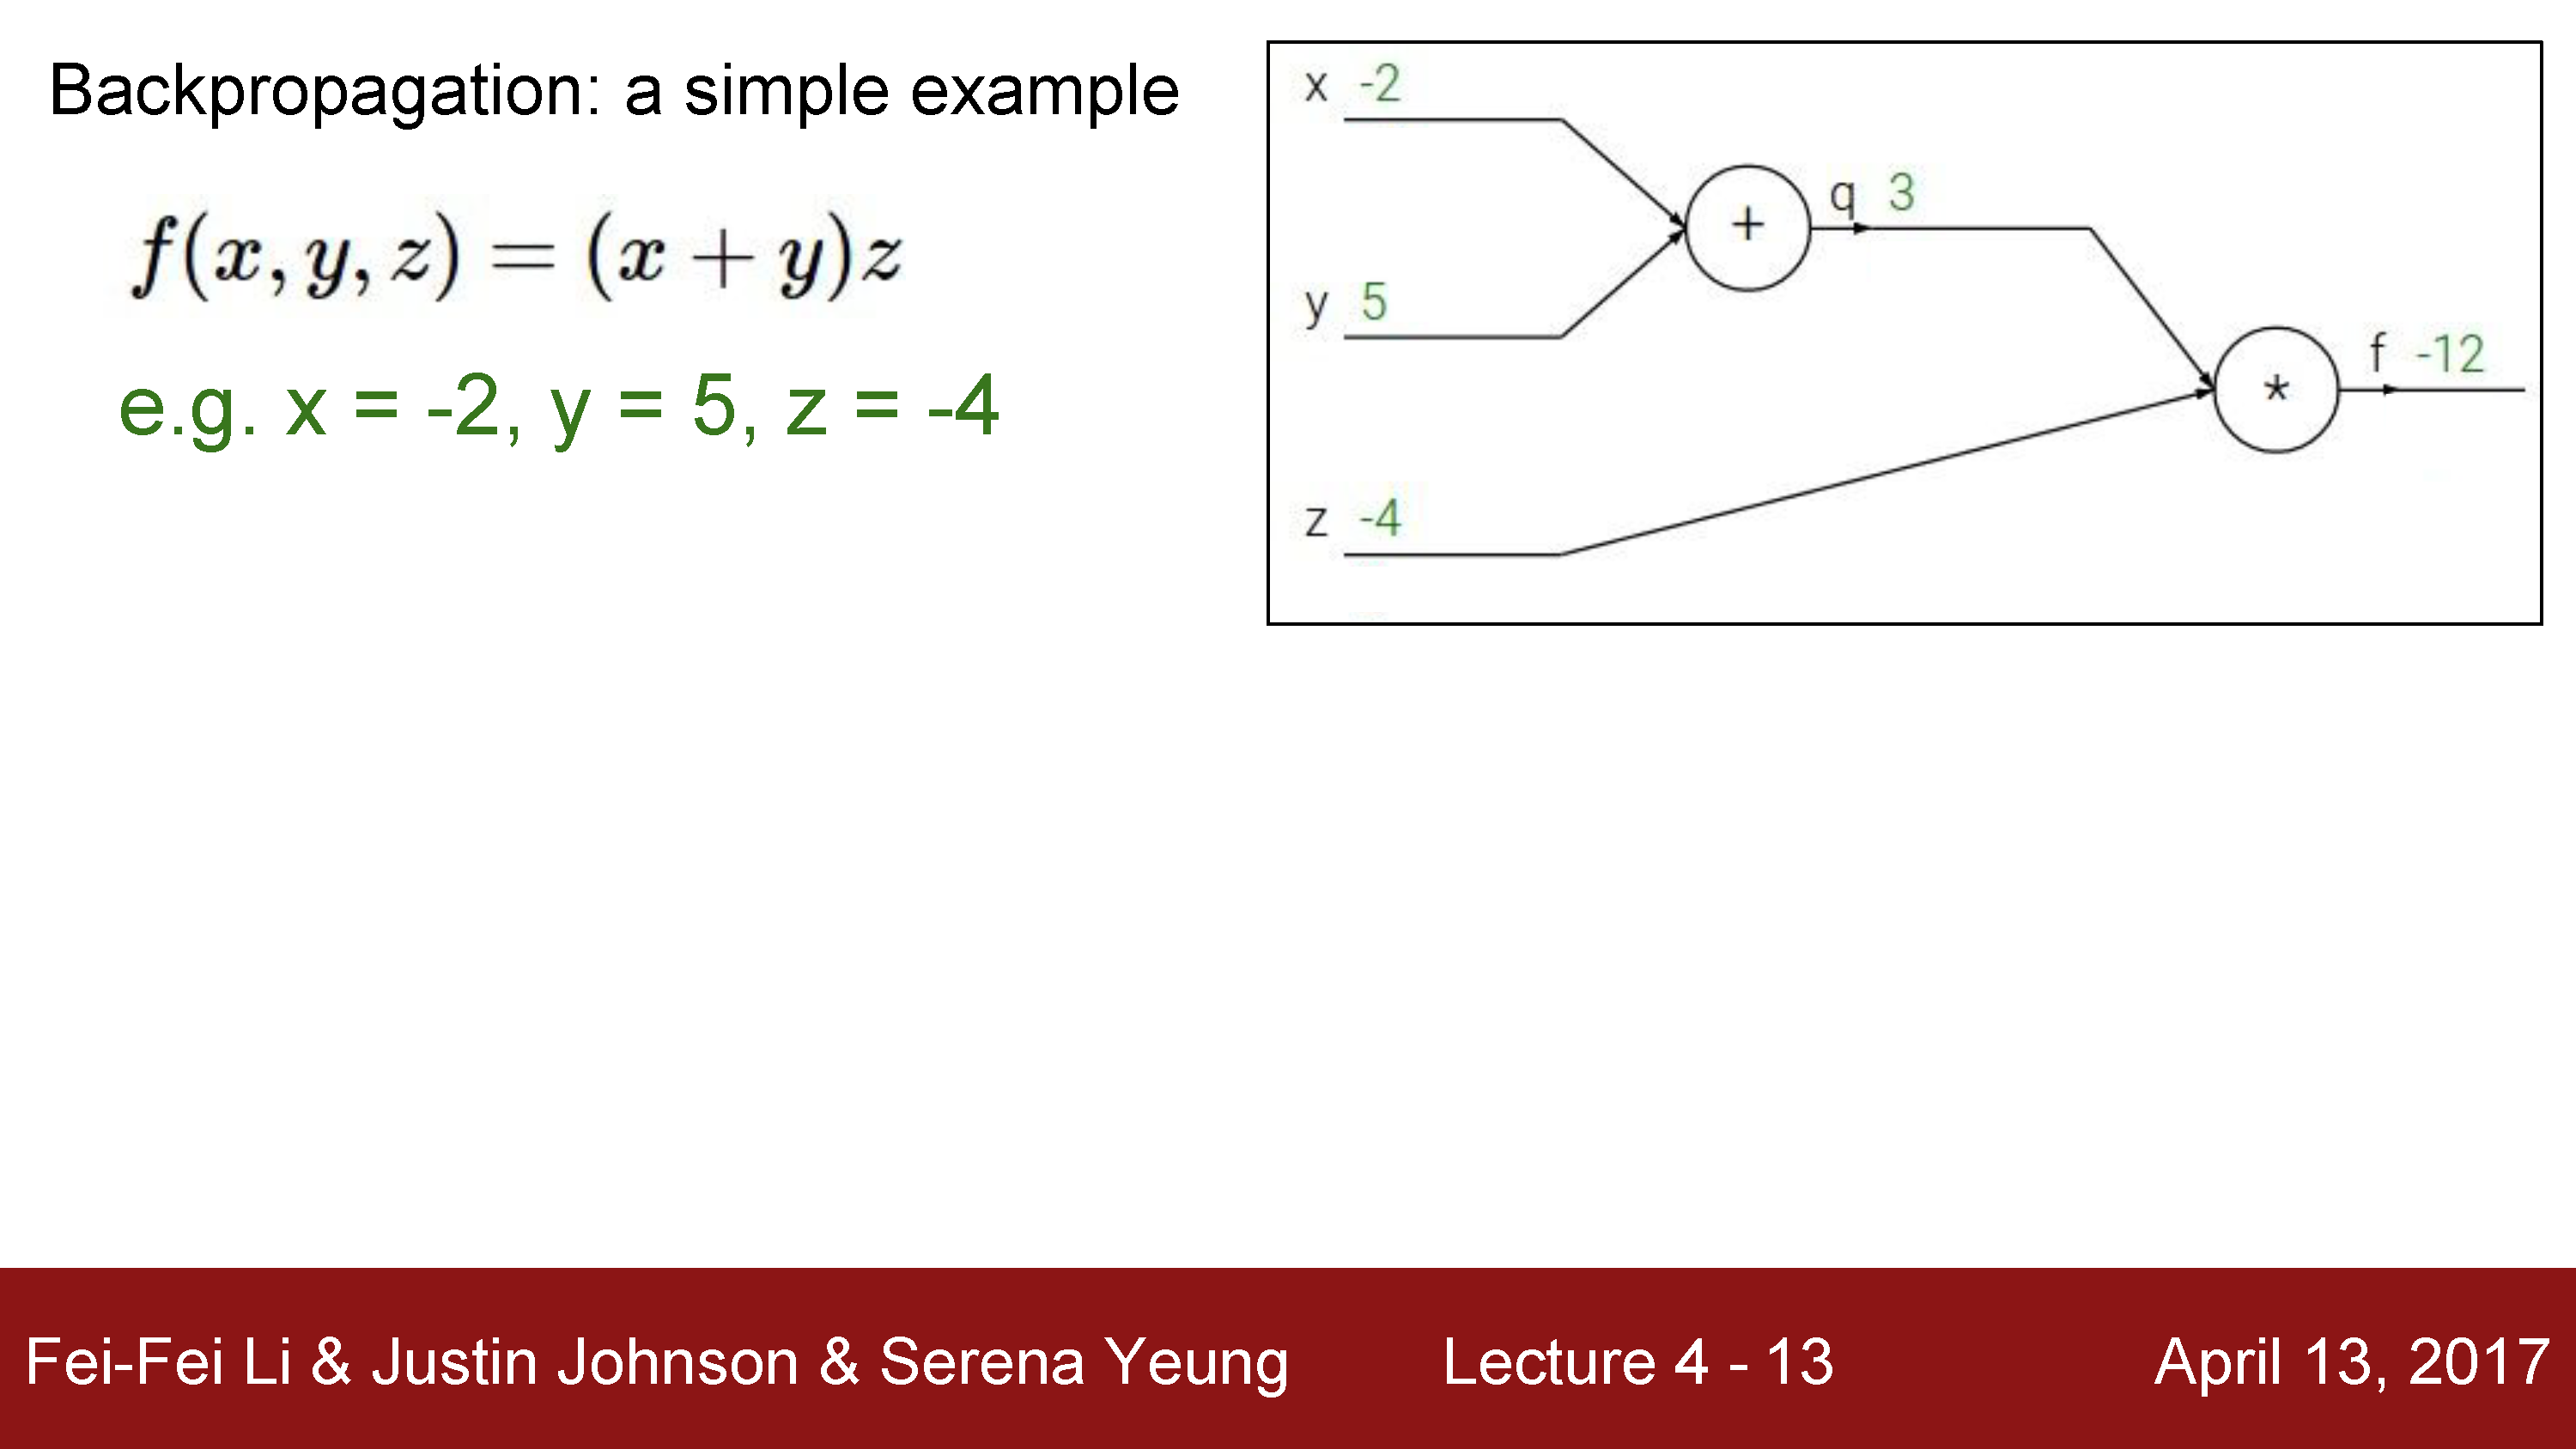 Backpropagation: a simple example
f(x, y, z) = (x + y)z
e.g. x = -2, y = 5, z = -4
x -2
y 5
z -4
+
q 3
*
f -12
Fei-Fei Li & Justin Johnson & Serena Yeung
Lecture 4 - 13
April 13, 2017